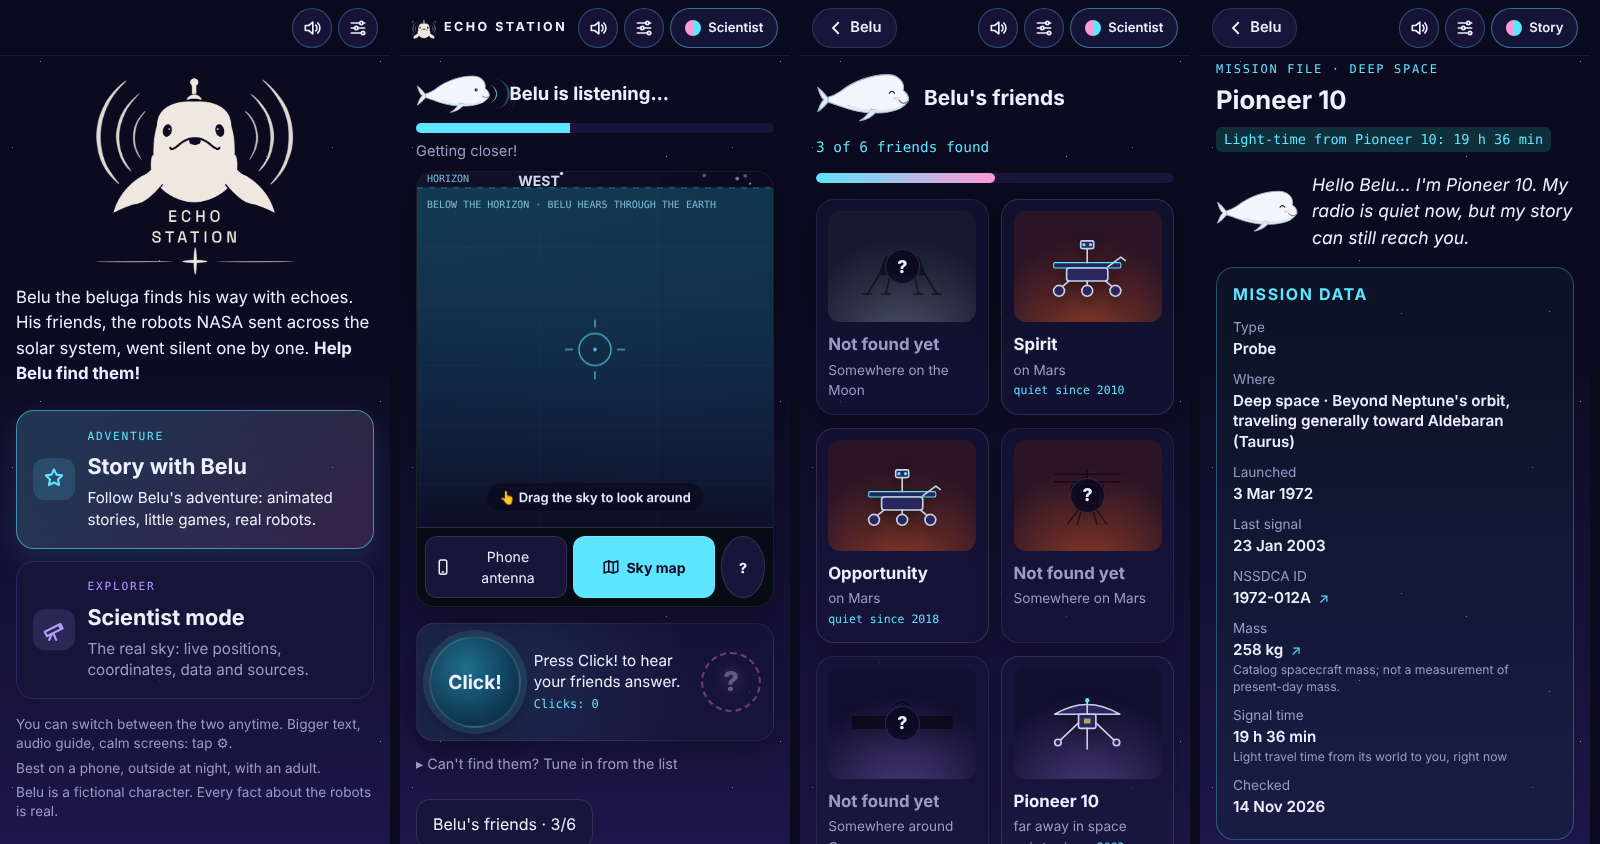 ECHO
STATION
Belu the beluga finds his way with echoes.
His friends, the robots NASA sent across the
solar system, went silent one by one. Help
Belu find them!
ADVENTURE
Story with Belu
Follow Belu's adventure: animated
stories, little games, real robots.
EXPLORER
Scientist mode
The real sky: live positions,
coordinates, data and sources.
You can switch between the two anytime. Bigger text,
audio guide, calm screens: tap ⚙.
Best on a phone, outside at night, with an adult.
Belu is a fictional character. Every fact about the robots
is real.
ECHO STATION
Scientist
Belu is listening...
Getting closer!
HORIZON
WEST
BELOW THE HORIZON · BELU HEARS THROUGH THE EARTH
👆 Drag the sky to look around
Phone
antenna
Sky map
?
Click!
Press Click! to hear
your friends answer.
Clicks: 0
?
▸ Can't find them? Tune in from the list
Belu's friends · 3/6
Belu
Scientist
Belu's friends
3 of 6 friends found
?
Not found yet
Somewhere on the
Moon
Spirit
on Mars
quiet since 2010
Opportunity
on Mars
quiet since 2018
?
Not found yet
Somewhere on Mars
?
Not found yet
Somewhere around
Pioneer 10
far away in space
Belu
Story
MISSION FILE · DEEP SPACE
Pioneer 10
Light-time from Pioneer 10: 19 h 36 min
Hello Belu... I'm Pioneer 10. My
radio is quiet now, but my story
can still reach you.
MISSION DATA
Type
Probe
Where
Deep space · Beyond Neptune's orbit,
traveling generally toward Aldebaran
(Taurus)
Launched
3 Mar 1972
Last signal
23 Jan 2003
NSSDCA ID
1972-012A ↗
Mass
258 kg ↗
Catalog spacecraft mass; not a measurement of
present-day mass.
Signal time
19 h 36 min
Light travel time from its world to you, right now
Checked
14 Nov 2026